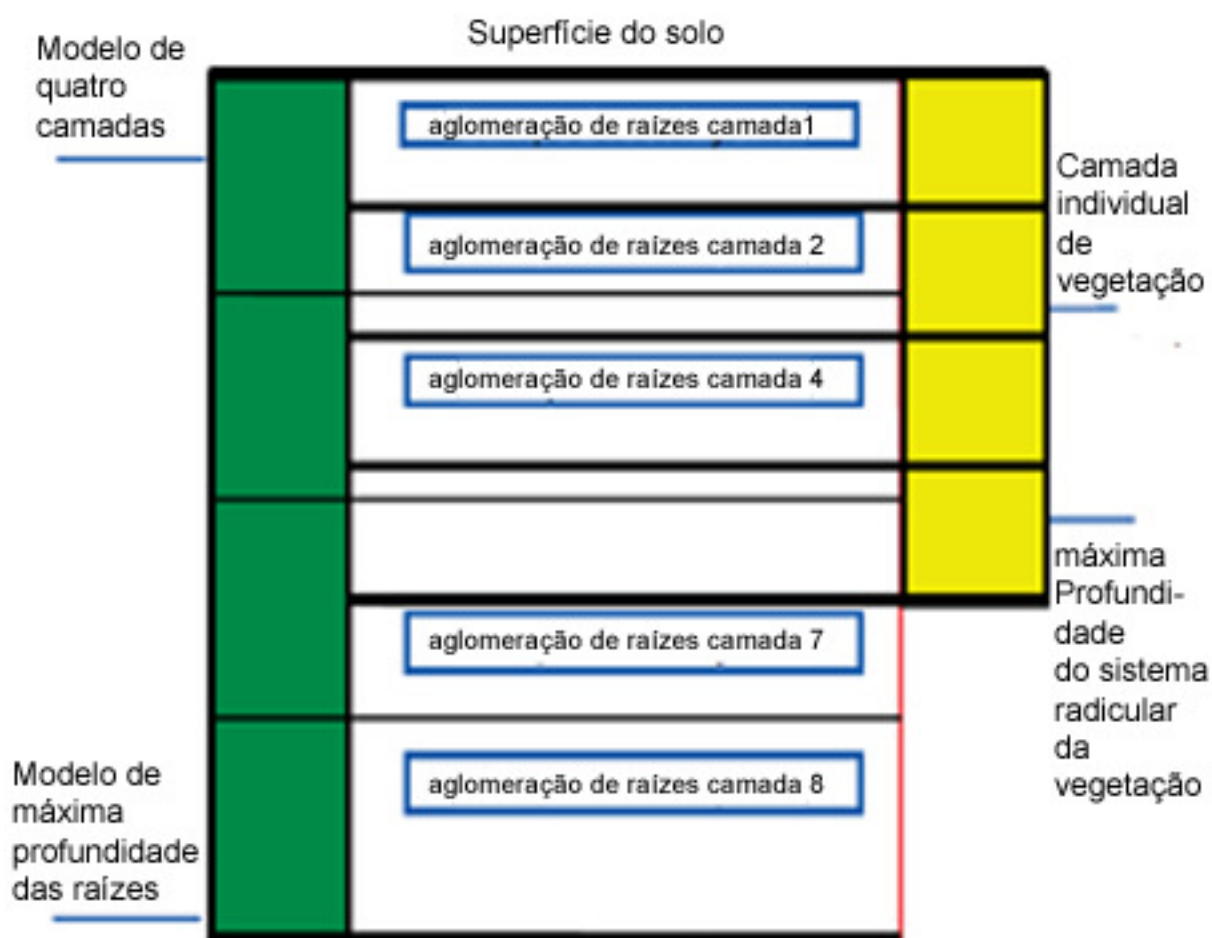 Superfície do solo
Modelo de
quatro
camadas
aglomeração de raízes camada1
aglomeração de raízes camada 2
aglomeração de raízes camada 4
aglomeração de raízes camada 7
aglomeração de raízes camada 8
Camada
individual
de
vegetação
máxima
Profundi-
dade
do sistema
radicular
da
vegetação
Modelo de
máxima
profundidade
das raízes